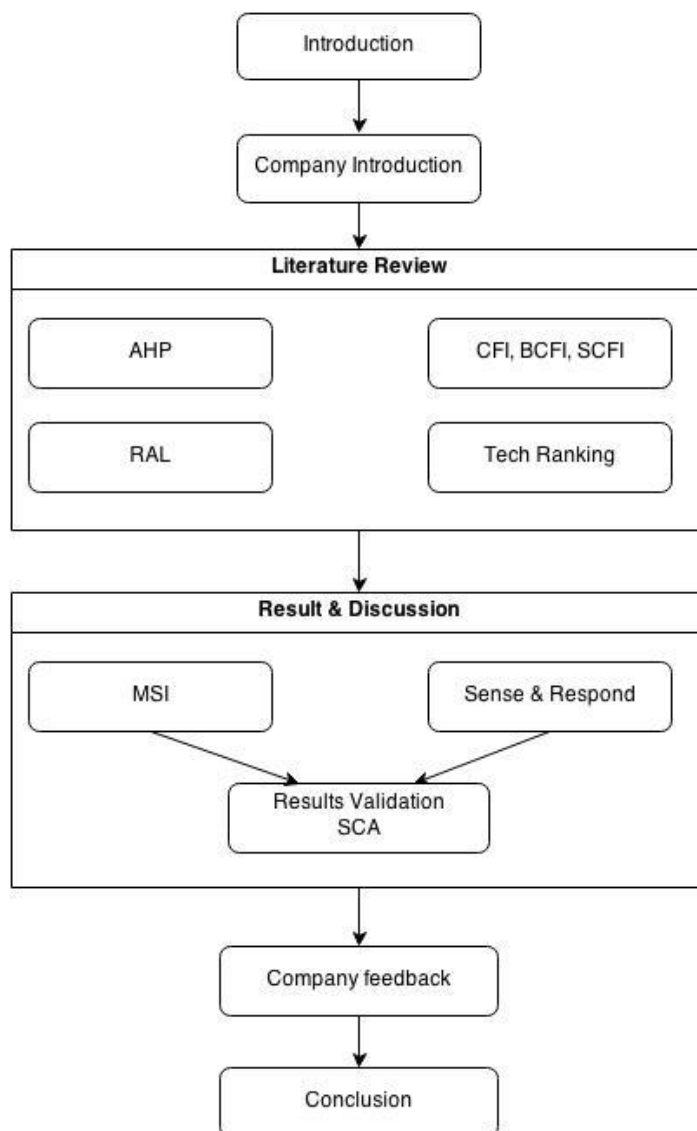 Introduction
Company Introduction
Literature Review
AHP
CFI, BCFI, SCFI
RAL
Tech Ranking
Result & Discussion
MSI
Sense & Respond
Results Validation
SCA
Company feedback
Conclusion